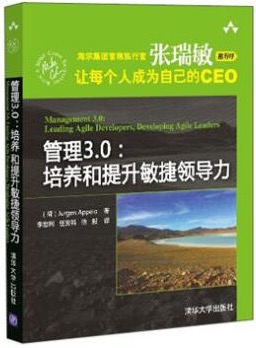 海尔集团首席执行官 张瑞敏 推荐
让每个人成为自己的CEO
Management 3.0:
Leading Agile Developers, Developing Agile Leaders
管理3.0：
培养和提升敏捷领导力
Jurgen Appelo 著
译
清华大学出版社
管理3.0：培养和提升敏捷领导力
清华大学出版社